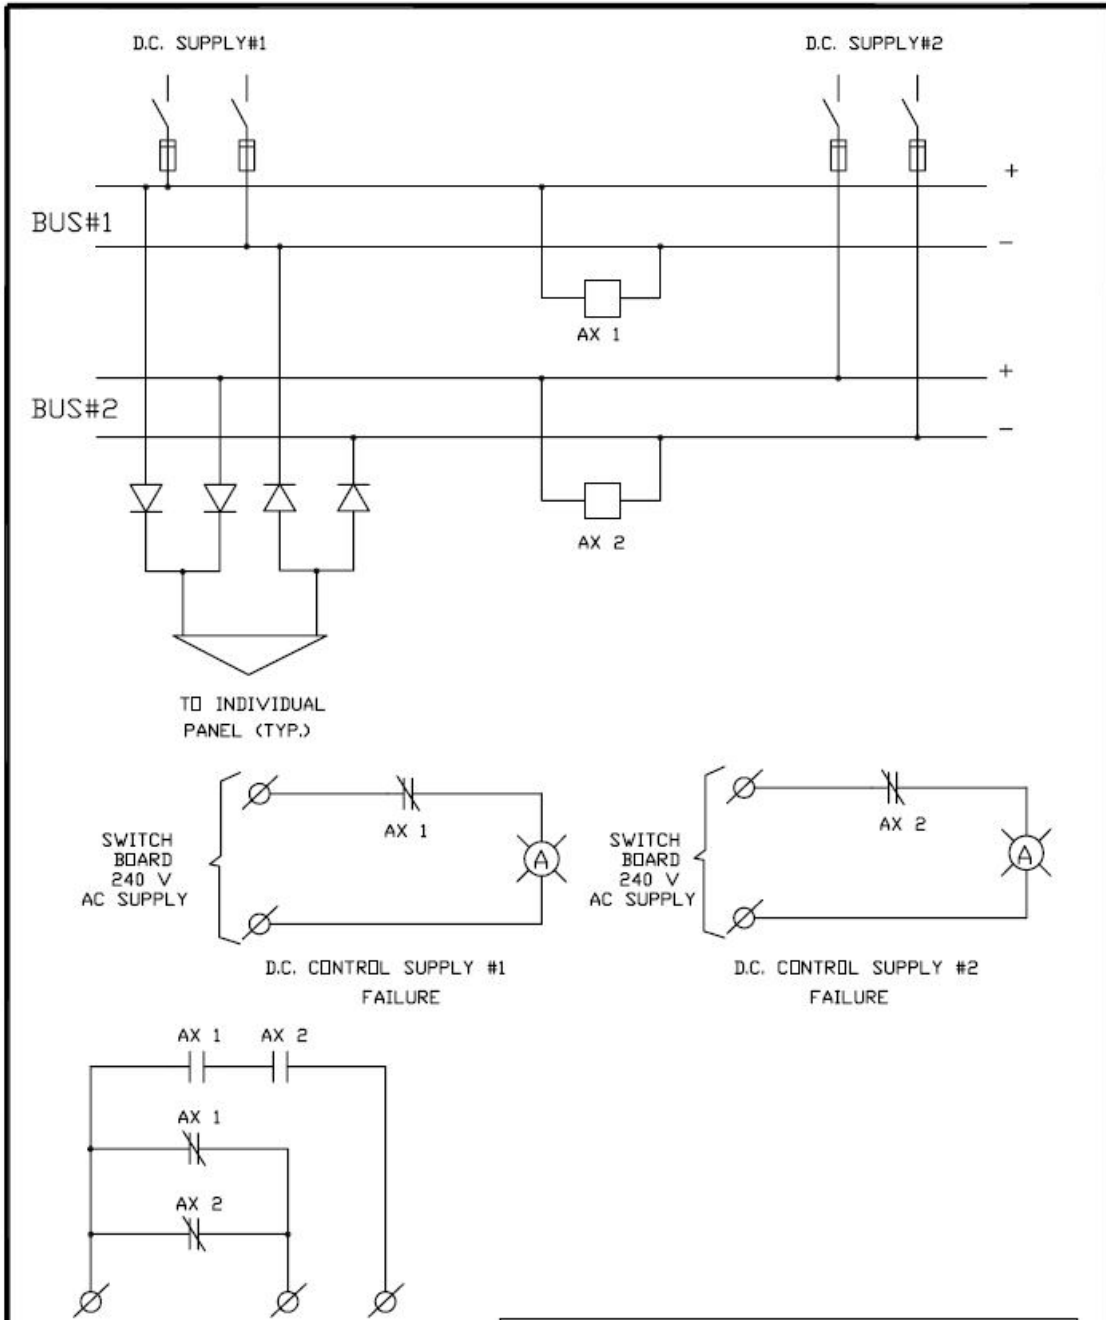 D.C. SUPPLY#1
D.C. SUPPLY#2
+
BUS#1
-
AX 1
+
BUS#2
-
AX 2
TO INDIVIDUAL
PANEL (TYP.)
SWITCH
BOARD
240 V
AC SUPPLY
AX 1
A
D.C. CONTROL SUPPLY #1
FAILURE
SWITCH
BOARD
240 V
AC SUPPLY
AX 2
A
D.C. CONTROL SUPPLY #2
FAILURE
AX 1
AX 2
AX 1
AX 2